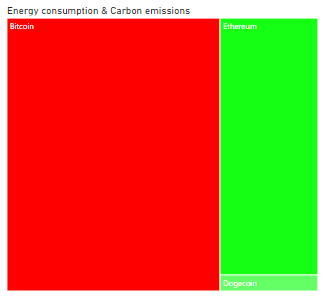 Energy consumption & Carbon emissions
Bitcoin
Ethereum
Dogecoin